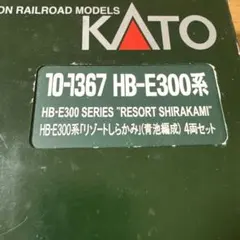 ON RAILROAD MODELS
KATO
10-1367 HB-E300系
HB-E300 SERIES "RESORT SHIRAKAMI"
HB-E300系「リゾートしらかみ」(青池編成) 4両セット